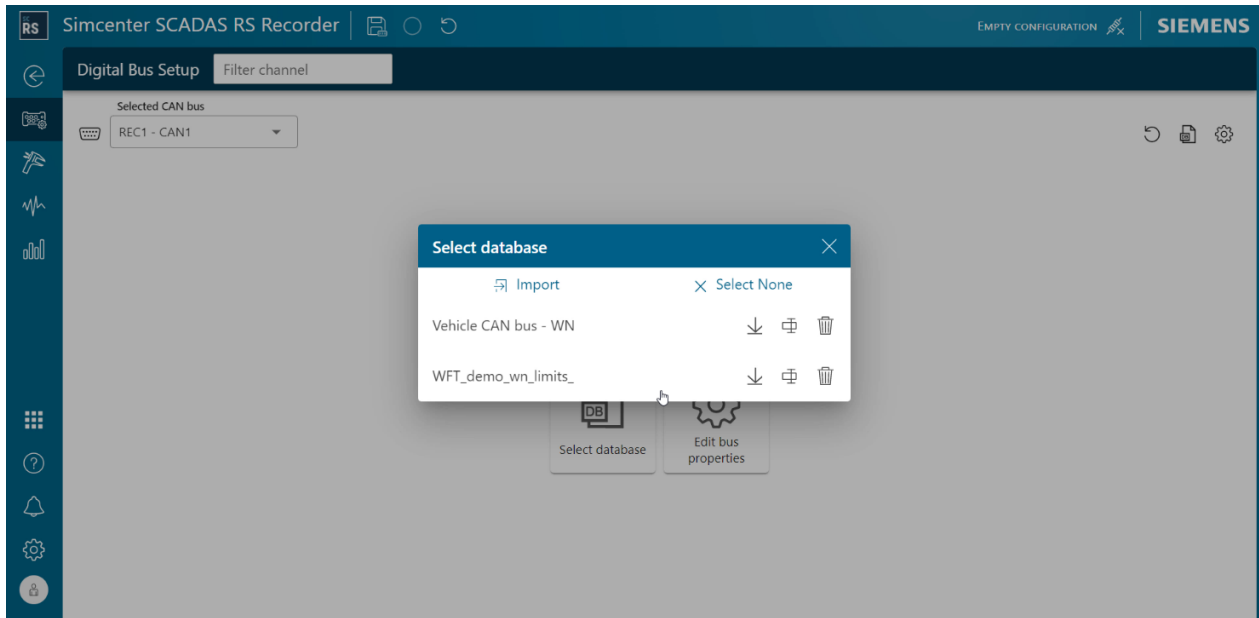 RS Simcenter SCADAS RS Recorder EMPTY CONFIGURATION SIEMENS
Digital Bus Setup Filter channel
Selected CAN bus
REC1 - CAN1
Select database
Import Select None
Vehicle CAN bus - WN
WFT_demo_wn_limits_
DB
Select database
Edit bus
properties